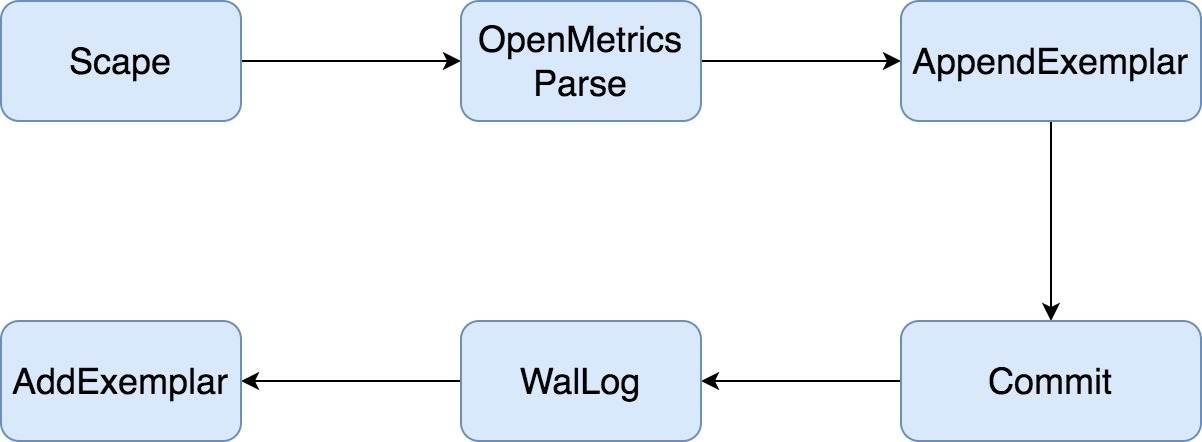 Scape
OpenMetrics
Parse
AppendExemplar
AddExemplar
WalLog
Commit